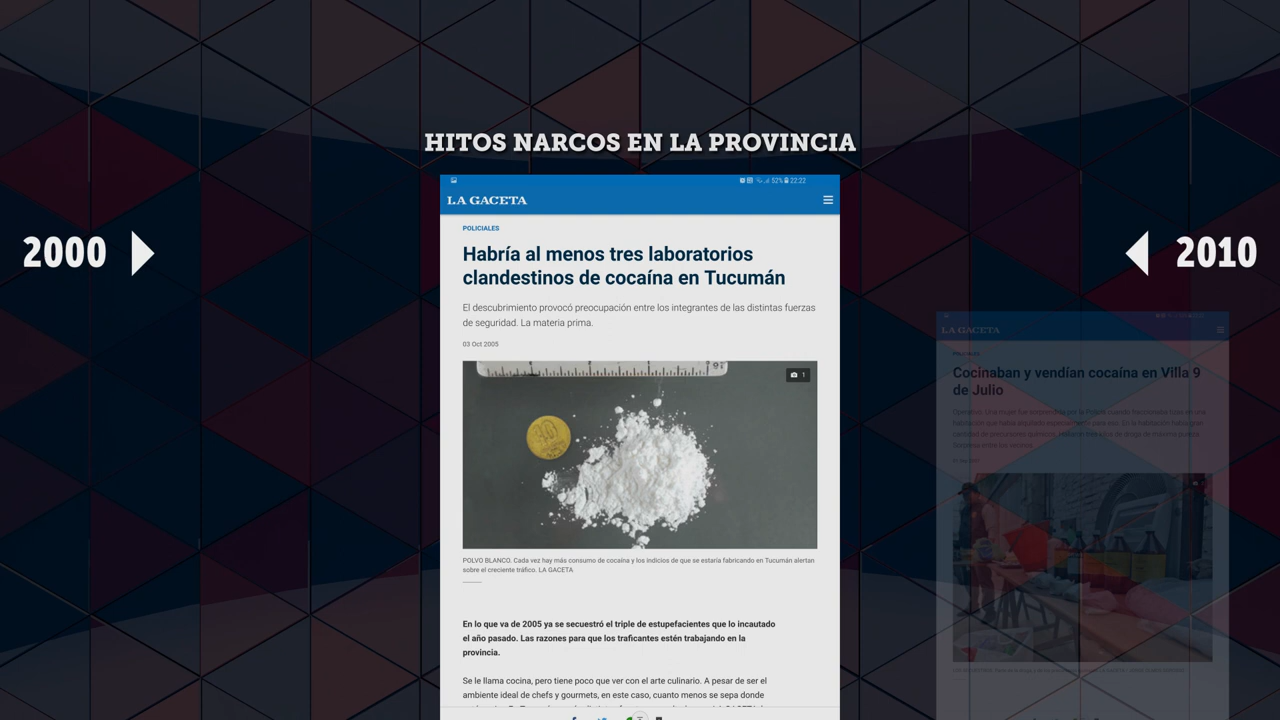 HITOS NARCOS EN LA PROVINCIA
2000
2010
52% 22:22
LA GACETA
POLICIALES
Habría al menos tres laboratorios
clandestinos de cocaína en Tucumán
El descubrimiento provocó preocupación entre los integrantes de las distintas fuerzas
de seguridad. La materia prima.
03 Oct 2005
1
10
POLVO BLANCO. Cada vez hay más consumo de cocaína y los indicios de que se estaría fabricando en Tucumán alertan
sobre el creciente tráfico. LA GACETA
En lo que va de 2005 ya se secuestró el triple de estupefacientes que lo incautado
el año pasado. Las razones para que los traficantes estén trabajando en la
provincia.
Se le llama cocina, pero tiene poco que ver con el arte culinario. A pesar de ser el
ambiente ideal de chefs y gourmets, en este caso, cuanto menos se sepa donde
LA GACETA
POLICIALES
Cocinaban y vendían cocaína en Villa 9
de Julio